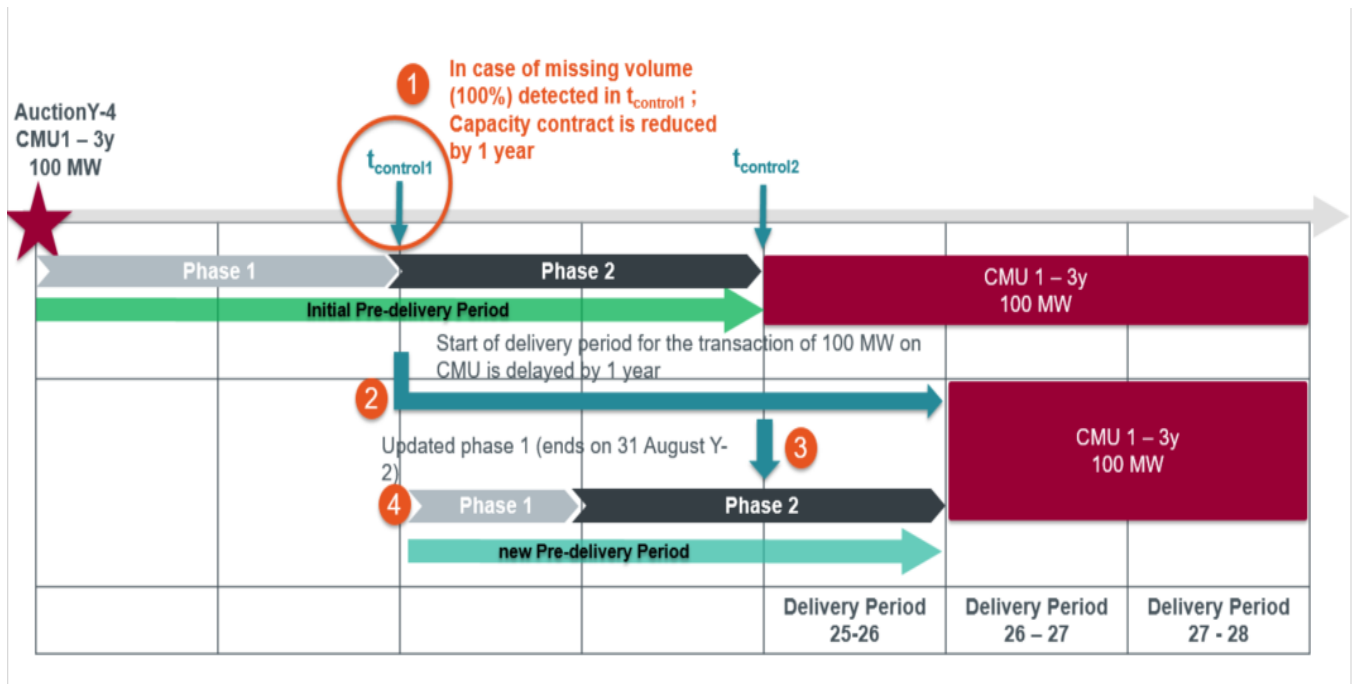 1
In case of missing volume
(100%) detected in tcontrol1 ;
Capacity contract is reduced
by 1 year
AuctionY-4
CMU1 – 3y
100 MW
tcontrol1
tcontrol2
Phase 1
Phase 2
CMU 1 – 3y
100 MW
Initial Pre-delivery Period
Start of delivery period for the transaction of 100 MW on
CMU is delayed by 1 year
2
CMU 1 – 3y
100 MW
Updated phase 1 (ends on 31 August Y-
2)
3
4
Phase 1
Phase 2
new Pre-delivery Period
Delivery Period
25-26
Delivery Period
26 – 27
Delivery Period
27 - 28